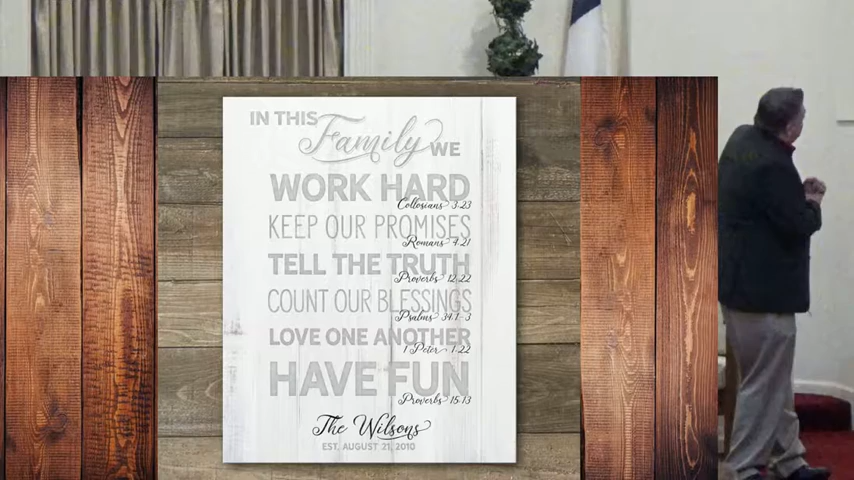 IN THIS
Family WE
WORK HARD
Collosians 3:23
KEEP OUR PROMISES
Romans 4:21
TELL THE TRUTH
Proverbs 12:22
COUNT OUR BLESSINGS
Psalms 34:1-3
LOVE ONE ANOTHER
1 Peter 1:22
HAVE FUN
Proverbs 15:13
The Wilsons
EST. AUGUST 21, 2010